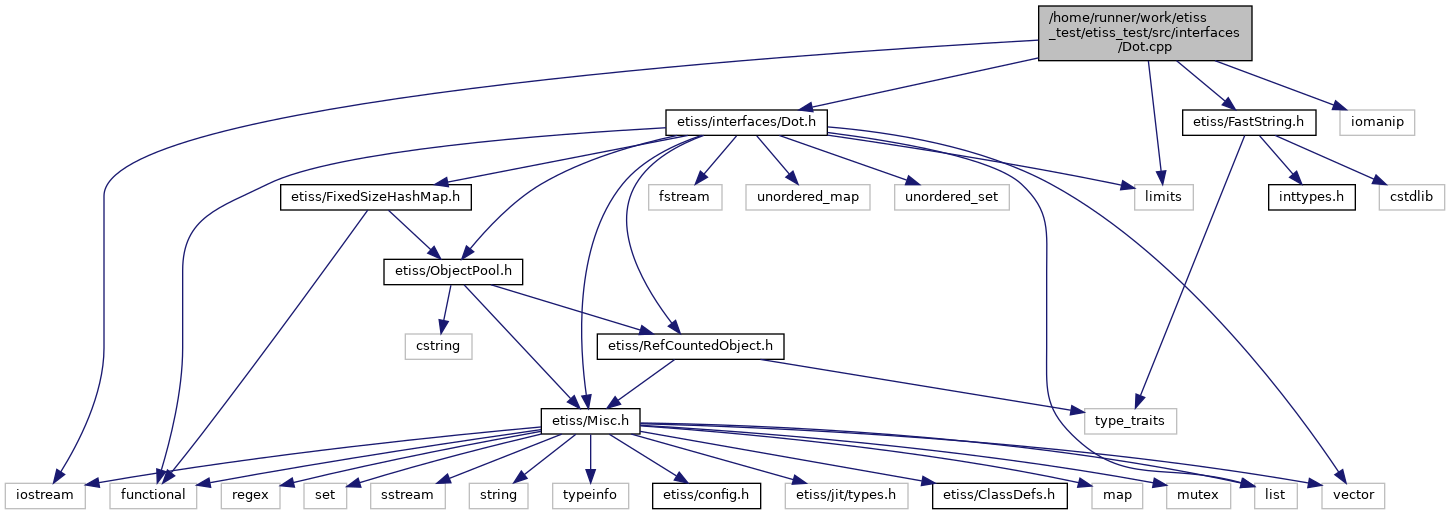 /home/runner/work/etiss
_test/etiss_test/src/interfaces
/Dot.cpp
etiss/interfaces/Dot.h
etiss/FastString.h
iomanip
etiss/FixedSizeHashMap.h
fstream
unordered_map
unordered_set
limits
inttypes.h
cstdlib
etiss/ObjectPool.h
cstring
etiss/RefCountedObject.h
etiss/Misc.h
type_traits
iostream
functional
regex
set
sstream
string
typeinfo
etiss/config.h
etiss/jit/types.h
etiss/ClassDefs.h
map
mutex
list
vector